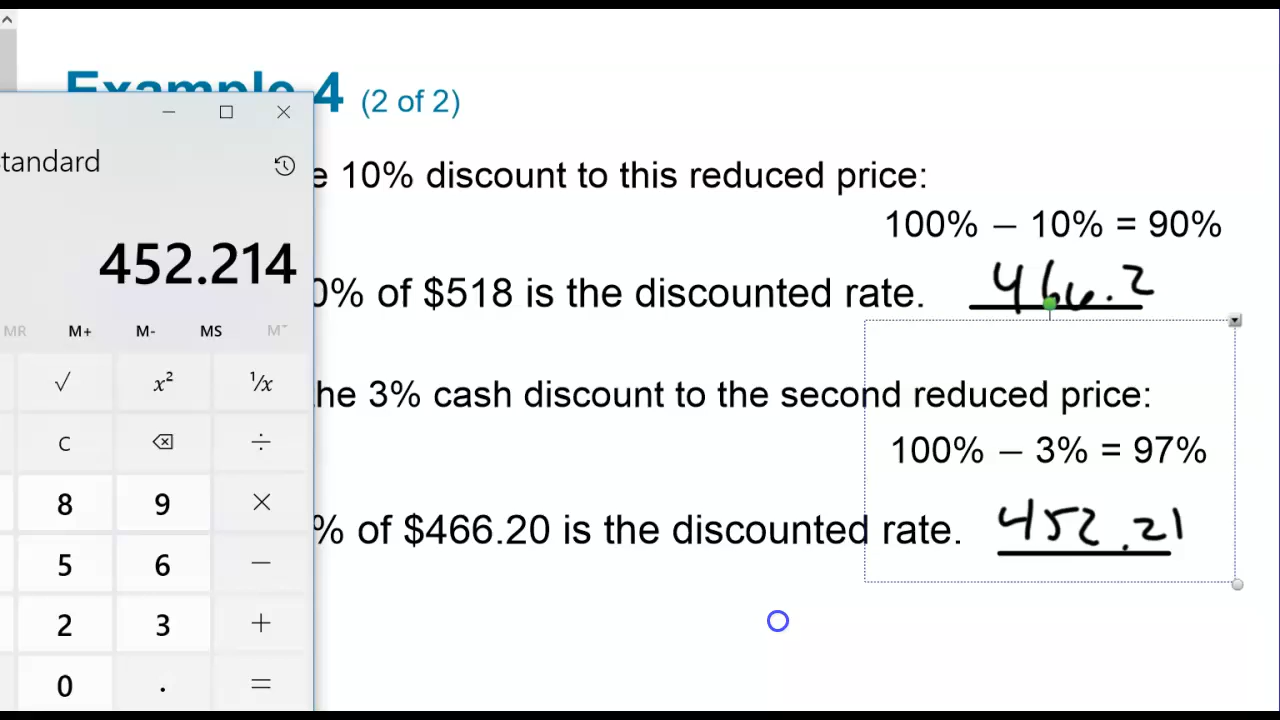 Example 4 (2 of 2)
e 10% discount to this reduced price:
100% − 10% = 90%
0% of $518 is the discounted rate. 466.2
the 3% cash discount to the second reduced price:
100% − 3% = 97%
% of $466.20 is the discounted rate. 452.21
tandard
452.214
MR M+ M- MS M˅
√ x² ¹/x
C ⌫ ÷
8 9 ×
5 6 −
2 3 +
0 . =